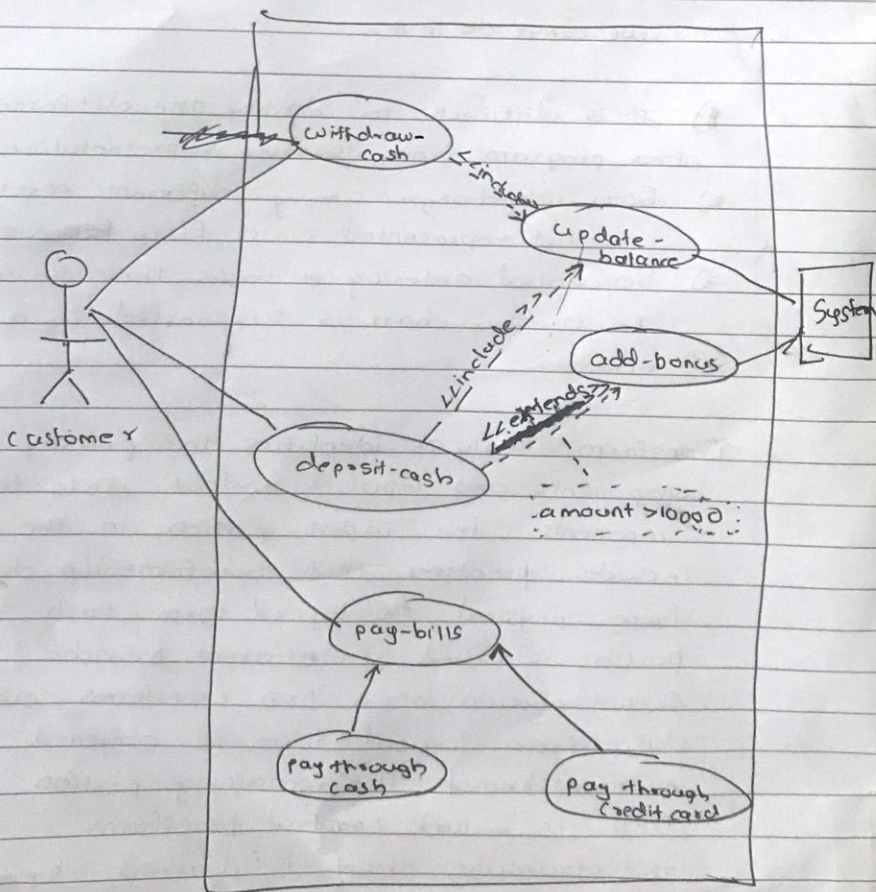 withdraw-
cash
<<include
update-
balance
System
<<include>>
add-bonus
<<extends>>
customer
deposit-cash
amount >10000
pay-bills
pay through
cash
pay through
credit card